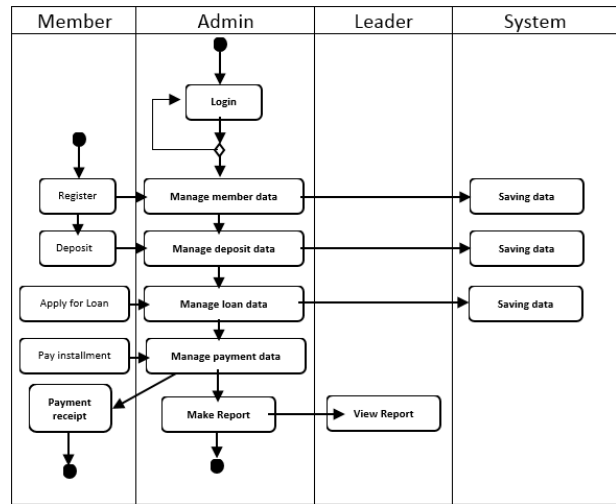 Member Admin Leader System
Login
Register Manage member data Saving data
Deposit Manage deposit data Saving data
Apply for Loan Manage loan data Saving data
Pay installment Manage payment data
Payment
receipt
Make Report View Report